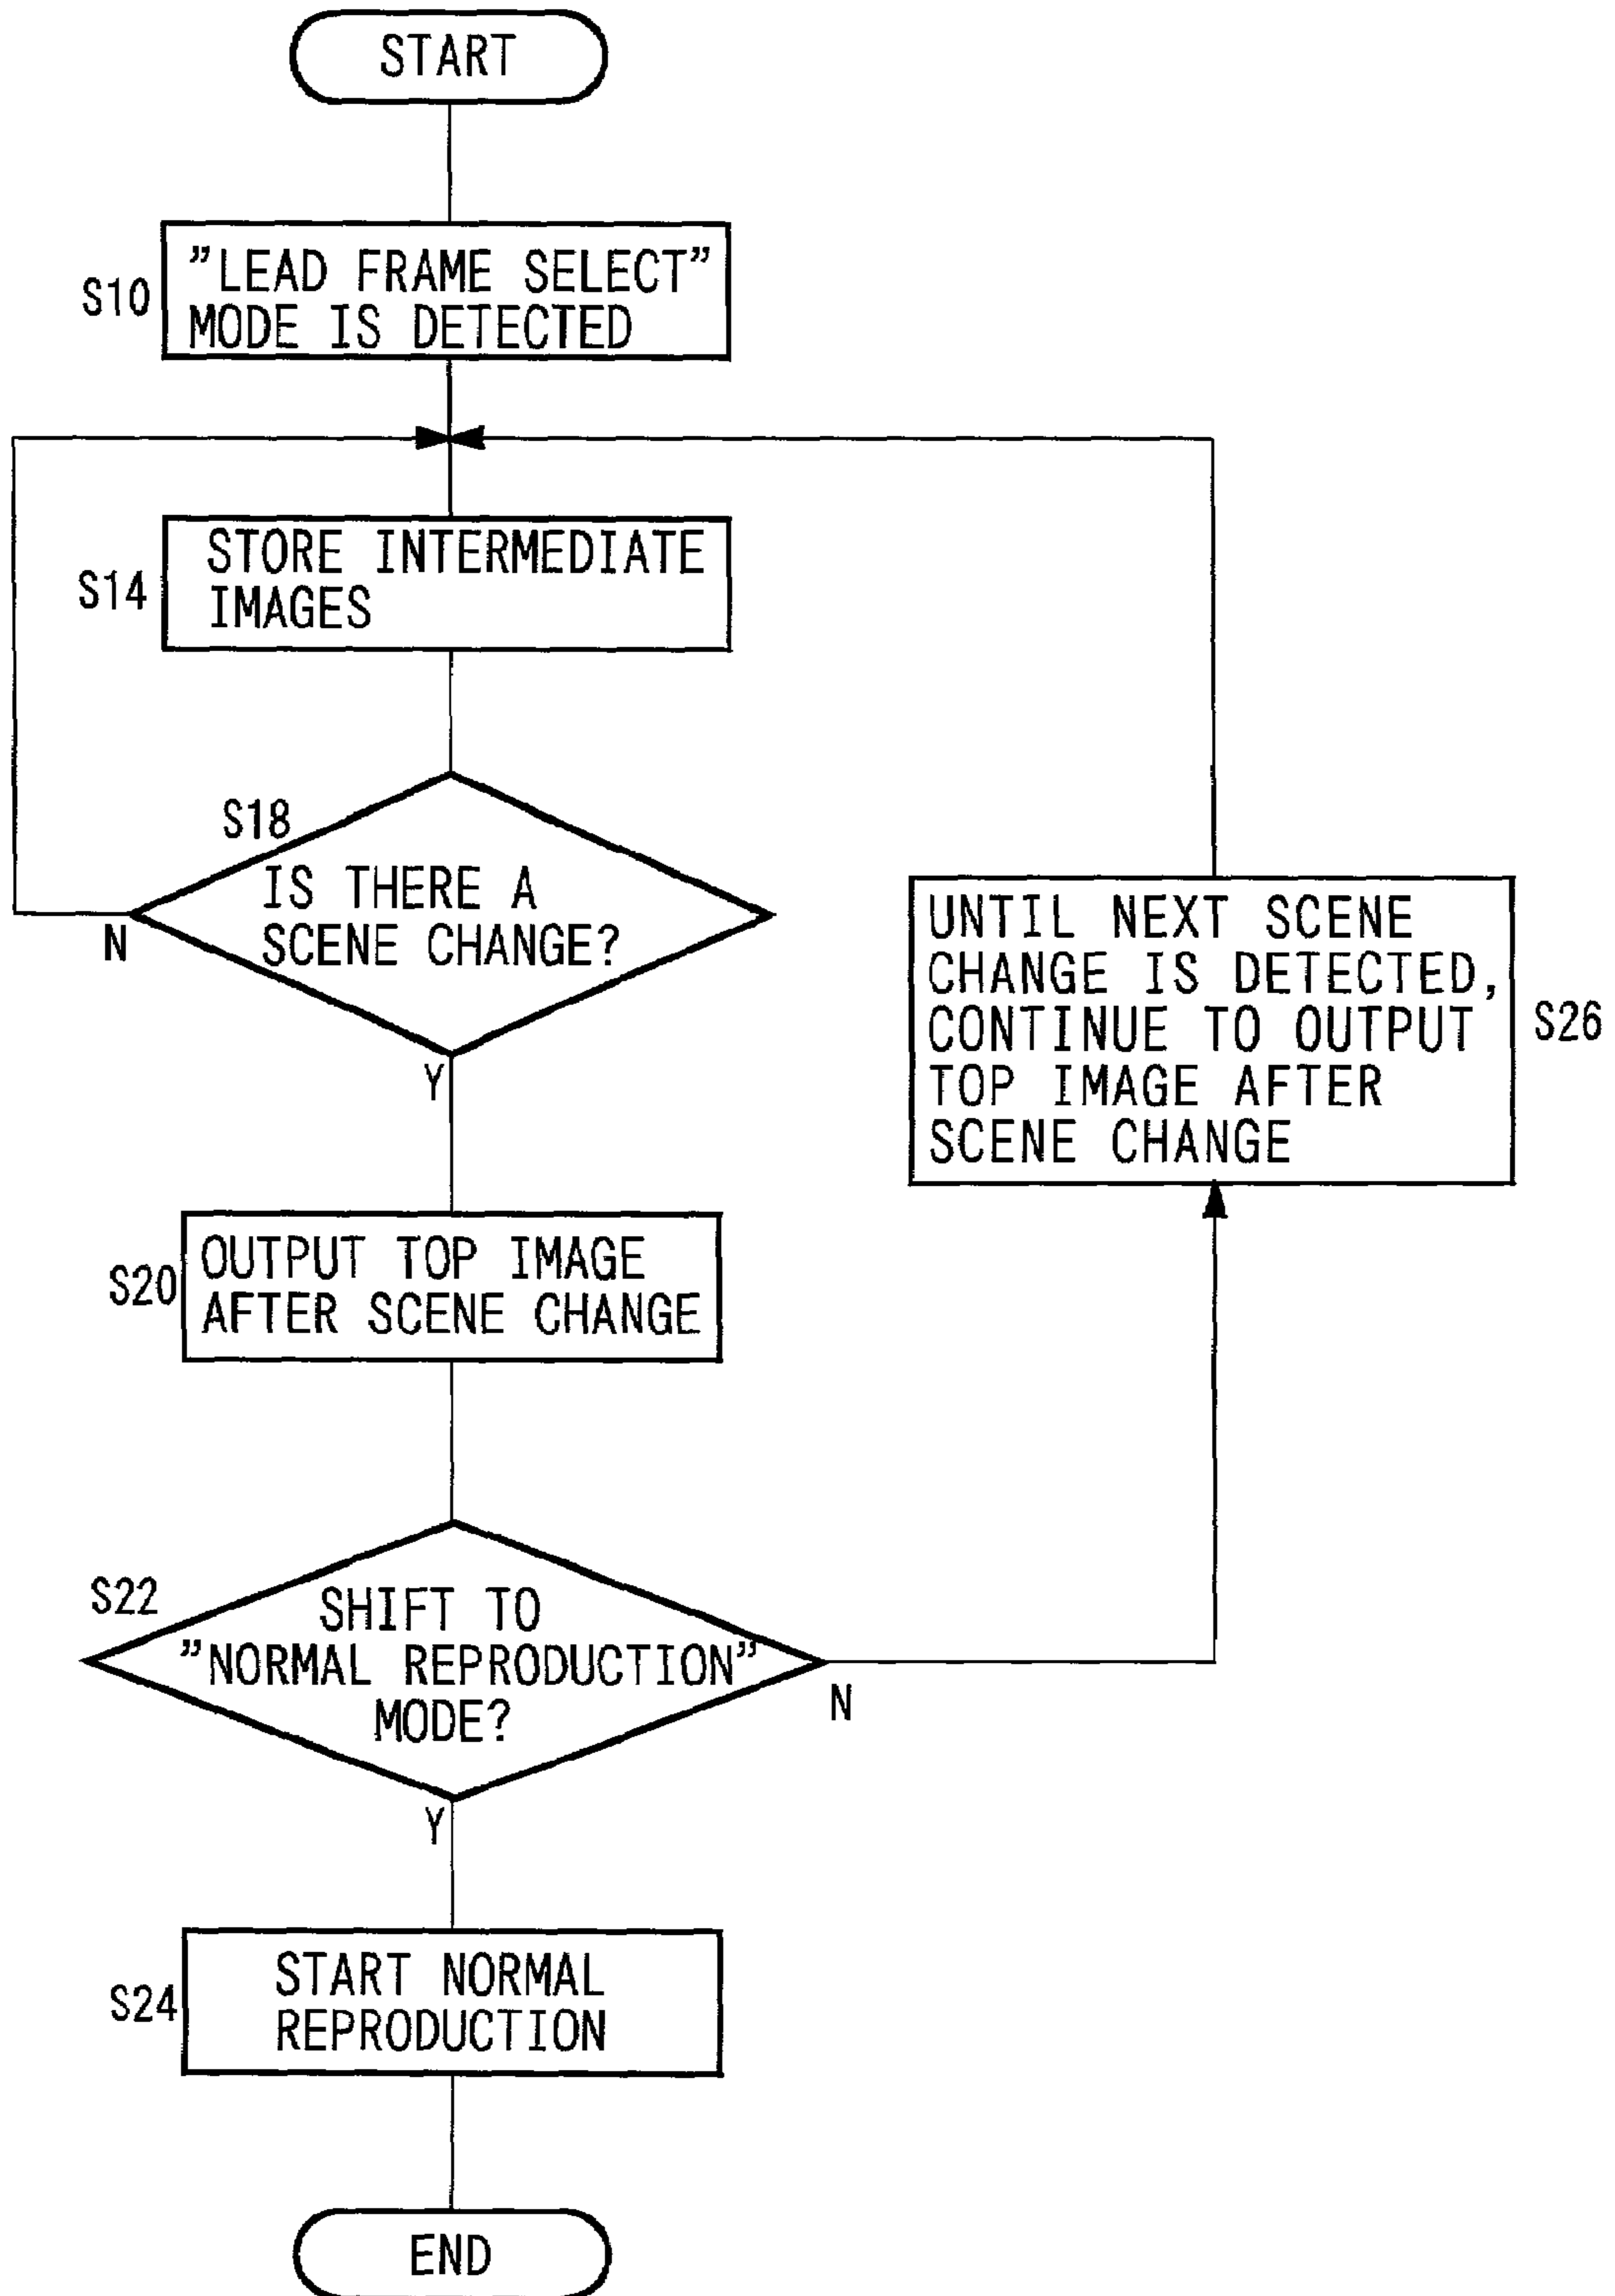 START
S10
"LEAD FRAME SELECT"
MODE IS DETECTED
S14
STORE INTERMEDIATE
IMAGES
S18
IS THERE A
SCENE CHANGE?
N
Y
UNTIL NEXT SCENE
CHANGE IS DETECTED,
CONTINUE TO OUTPUT
TOP IMAGE AFTER
SCENE CHANGE
S26
S20
OUTPUT TOP IMAGE
AFTER SCENE CHANGE
S22
SHIFT TO
"NORMAL REPRODUCTION"
MODE?
N
Y
S24
START NORMAL
REPRODUCTION
END